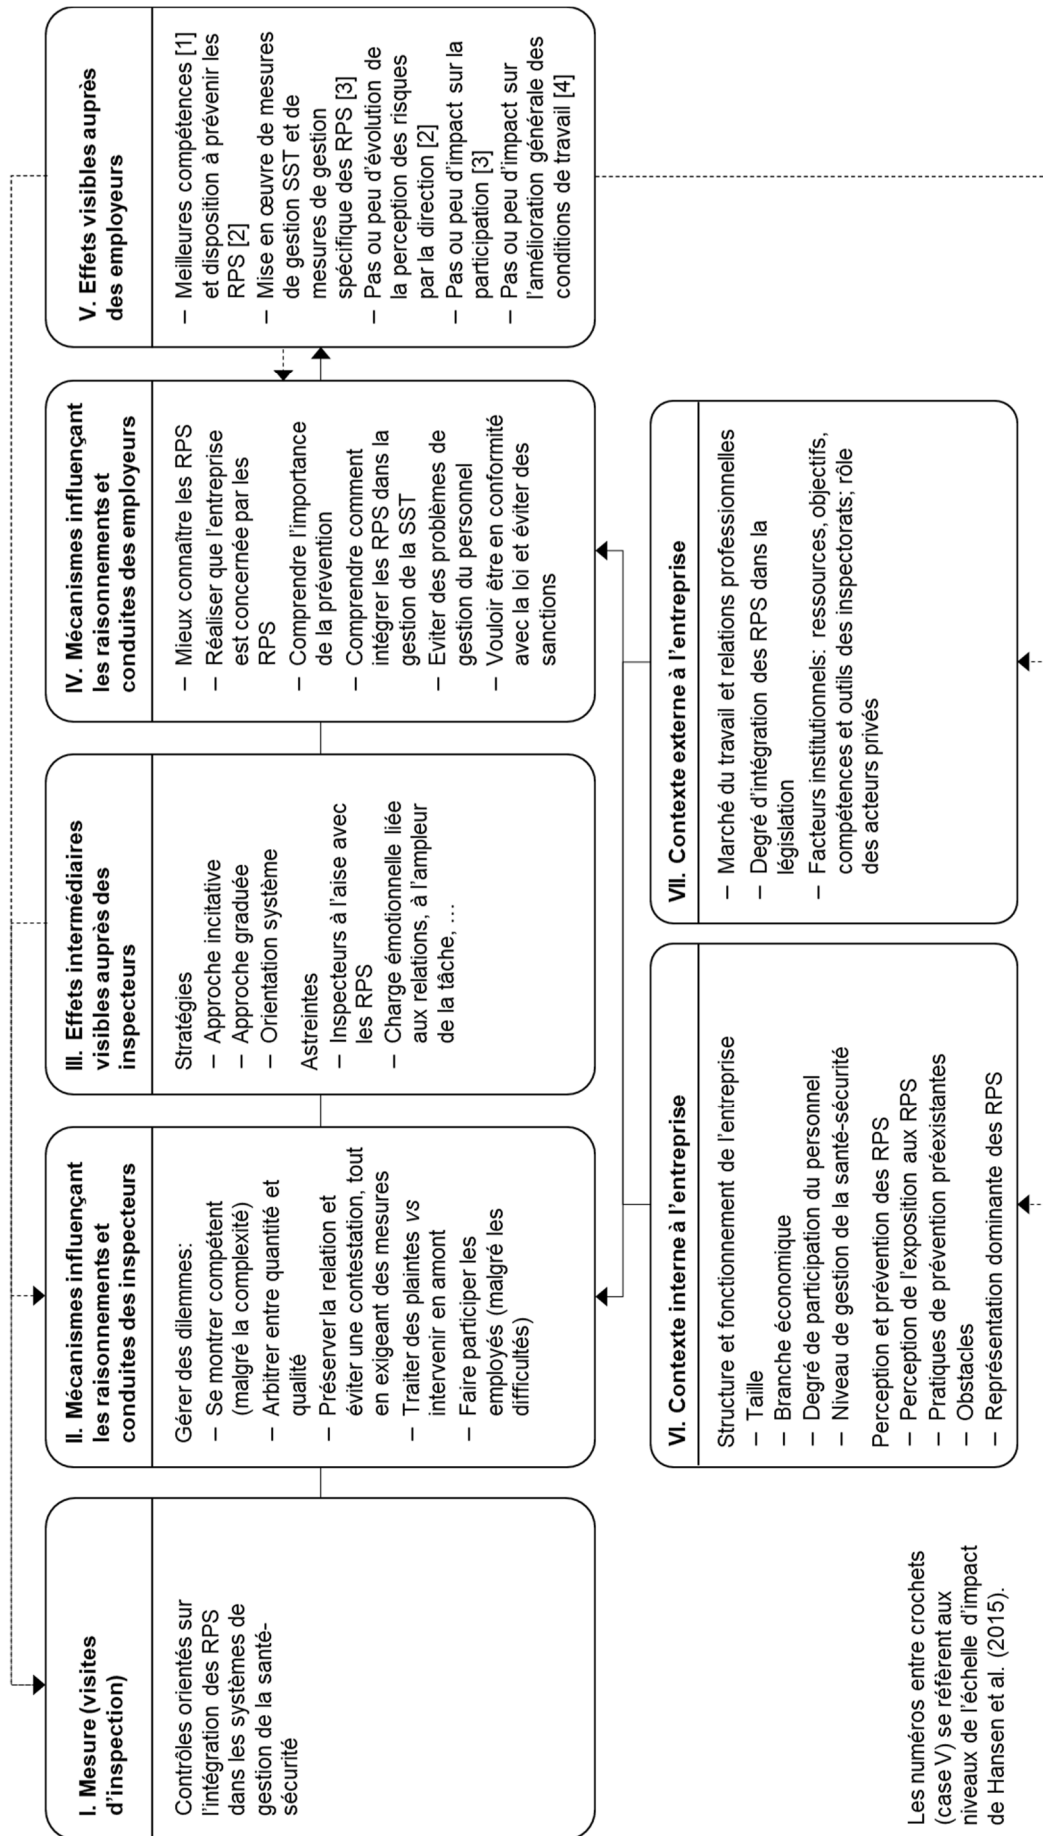 I. Mesure (visites
d'inspection)
Contrôles orientés sur
l'intégration des RPS
dans les systèmes de
gestion de la santé-
sécurité
II. Mécanismes influençant
les raisonnements et
conduites des inspecteurs
Gérer des dilemmes:
– Se montrer compétent
(malgré la complexité)
– Arbitrer entre quantité et
qualité
– Préserver la relation et
éviter une contestation, tout
en exigeant des mesures
– Traiter des plaintes vs
intervenir en amont
– Faire participer les
employés (malgré les
difficultés)
III. Effets intermédiaires
visibles auprès des
inspecteurs
Stratégies
– Approche incitative
– Approche graduée
– Orientation système
Astreintes
– Inspecteurs à l'aise avec
les RPS
– Charge émotionnelle liée
aux relations, à l'ampleur
de la tâche, …
IV. Mécanismes influençant
les raisonnements et
conduites des employeurs
– Mieux connaître les RPS
– Réaliser que l'entreprise
est concernée par les
RPS
– Comprendre l'importance
de la prévention
– Comprendre comment
intégrer les RPS dans la
gestion de la SST
– Eviter des problèmes de
gestion du personnel
– Vouloir être en conformité
avec la loi et éviter des
sanctions
V. Effets visibles auprès
des employeurs
– Meilleures compétences [1]
et disposition à prévenir les
RPS [2]
– Mise en œuvre de mesures
de gestion SST et de
mesures de gestion
spécifique des RPS [3]
– Pas ou peu d'évolution de
la perception des risques
par la direction [2]
– Pas ou peu d'impact sur la
participation [3]
– Pas ou peu d'impact sur
l'amélioration générale des
conditions de travail [4]
VI. Contexte interne à l'entreprise
Structure et fonctionnement de l'entreprise
– Taille
– Branche économique
– Degré de participation du personnel
– Niveau de gestion de la santé-sécurité
Perception et prévention des RPS
– Perception de l'exposition aux RPS
– Pratiques de prévention préexistantes
– Obstacles
– Représentation dominante des RPS
VII. Contexte externe à l'entreprise
– Marché du travail et relations professionnelles
– Degré d'intégration des RPS dans la
législation
– Facteurs institutionnels: ressources, objectifs,
compétences et outils des inspectorats; rôle
des acteurs privés
Les numéros entre crochets
(case V) se réfèrent aux
niveaux de l'échelle d'impact
de Hansen et al. (2015).